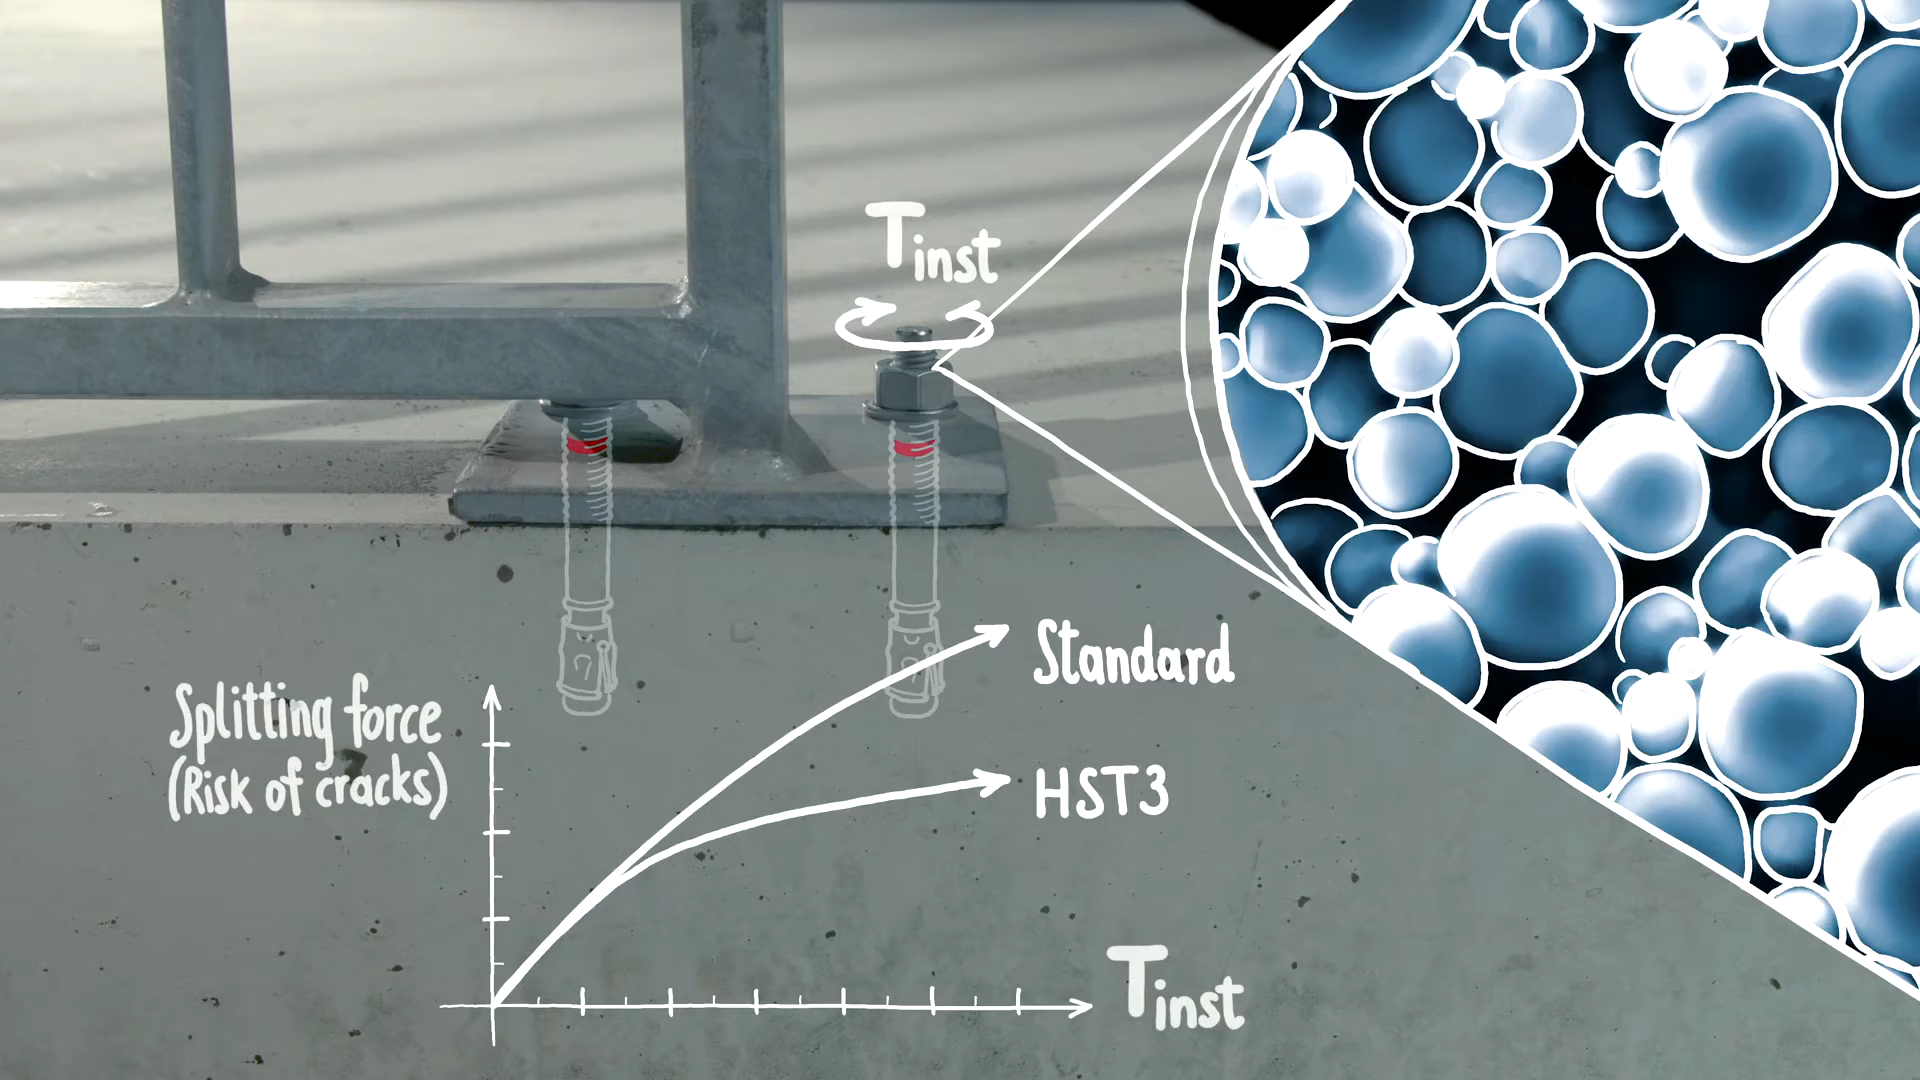 Tinst
Standard
Splitting force
(Risk of cracks)
HST3
Tinst